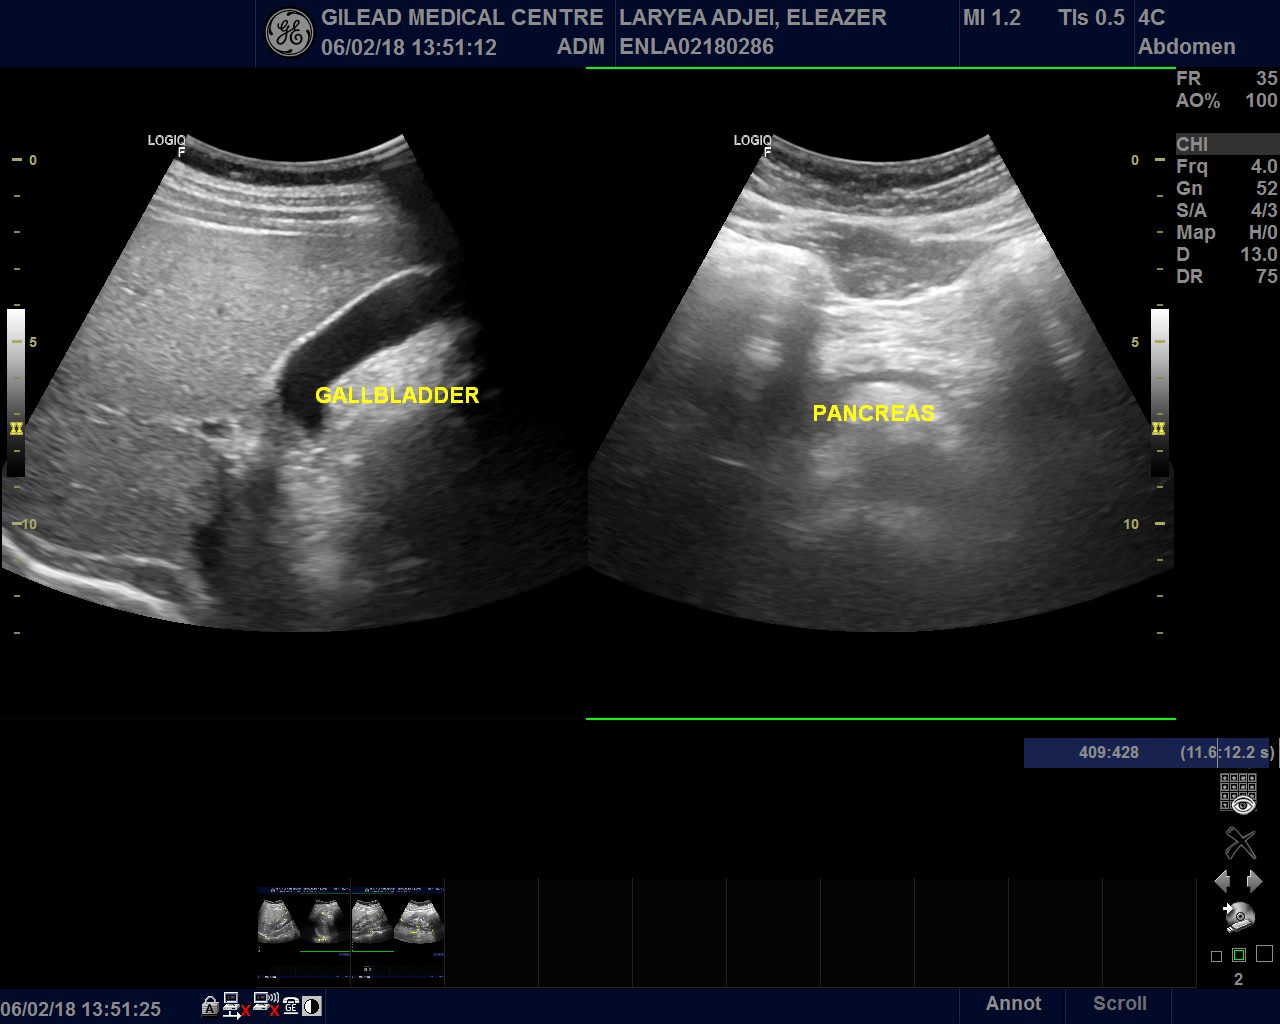 GILEAD MEDICAL CENTRE
06/02/18 13:51:12 ADM
LARYEA ADJEI, ELEAZER
ENLA02180286
MI 1.2 TIs 0.5
4C
Abdomen
FR 35
AO% 100
CHI
Frq 4.0
Gn 52
S/A 4/3
Map H/0
D 13.0
DR 75
LOGIQ
F
0
5
10
GALLBLADDER
LOGIQ
F
0
5
10
PANCREAS
409:428 (11.6:12.2 s)
2
06/02/18 13:51:25
Annot
Scroll